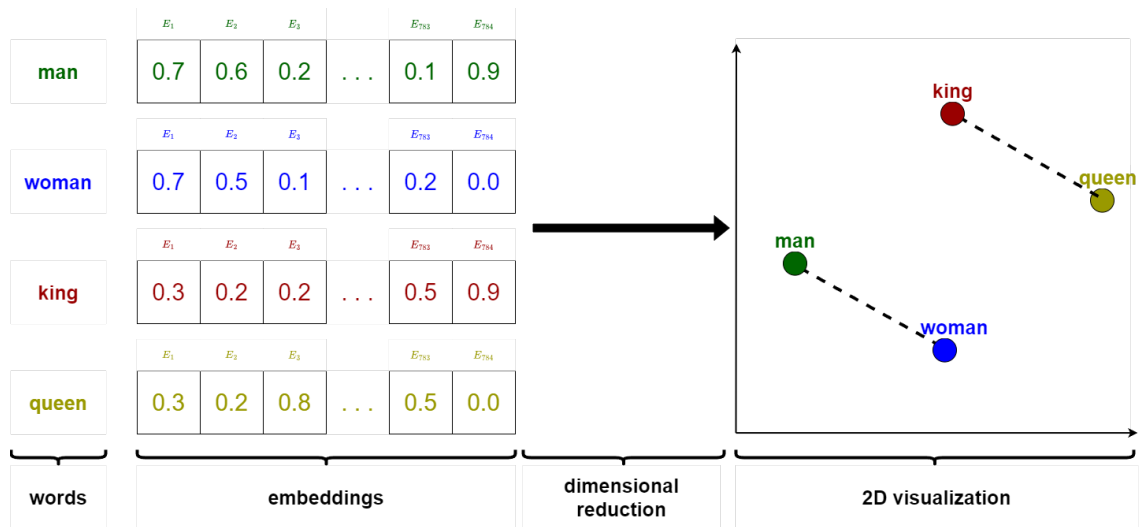 E₁ E₂ E₃ E₇₈₃ E₇₈₄
man 0.7 0.6 0.2 . . . 0.1 0.9
E₁ E₂ E₃ E₇₈₃ E₇₈₄
woman 0.7 0.5 0.1 . . . 0.2 0.0
E₁ E₂ E₃ E₇₈₃ E₇₈₄
king 0.3 0.2 0.2 . . . 0.5 0.9
E₁ E₂ E₃ E₇₈₃ E₇₈₄
queen 0.3 0.2 0.8 . . . 0.5 0.0
king
queen
man
woman
words
embeddings
dimensional
reduction
2D visualization